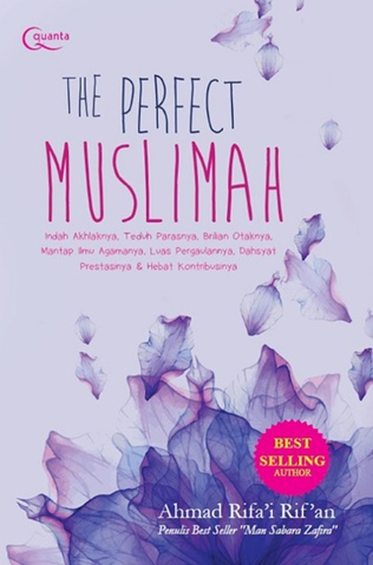 quanta
THE PERFECT
MUSLIMAH
Indah Akhlaknya, Teduh Parasnya, Brilian Otaknya,
Mantap Ilmu Agamanya, Luas Pergaulannya, Dahsyat
Prestasinya & Hebat Kontribusinya
BEST
SELLING
AUTHOR
Ahmad Rifa'i Rif'an
Penulis Best Seller "Man Sabara Zafira"